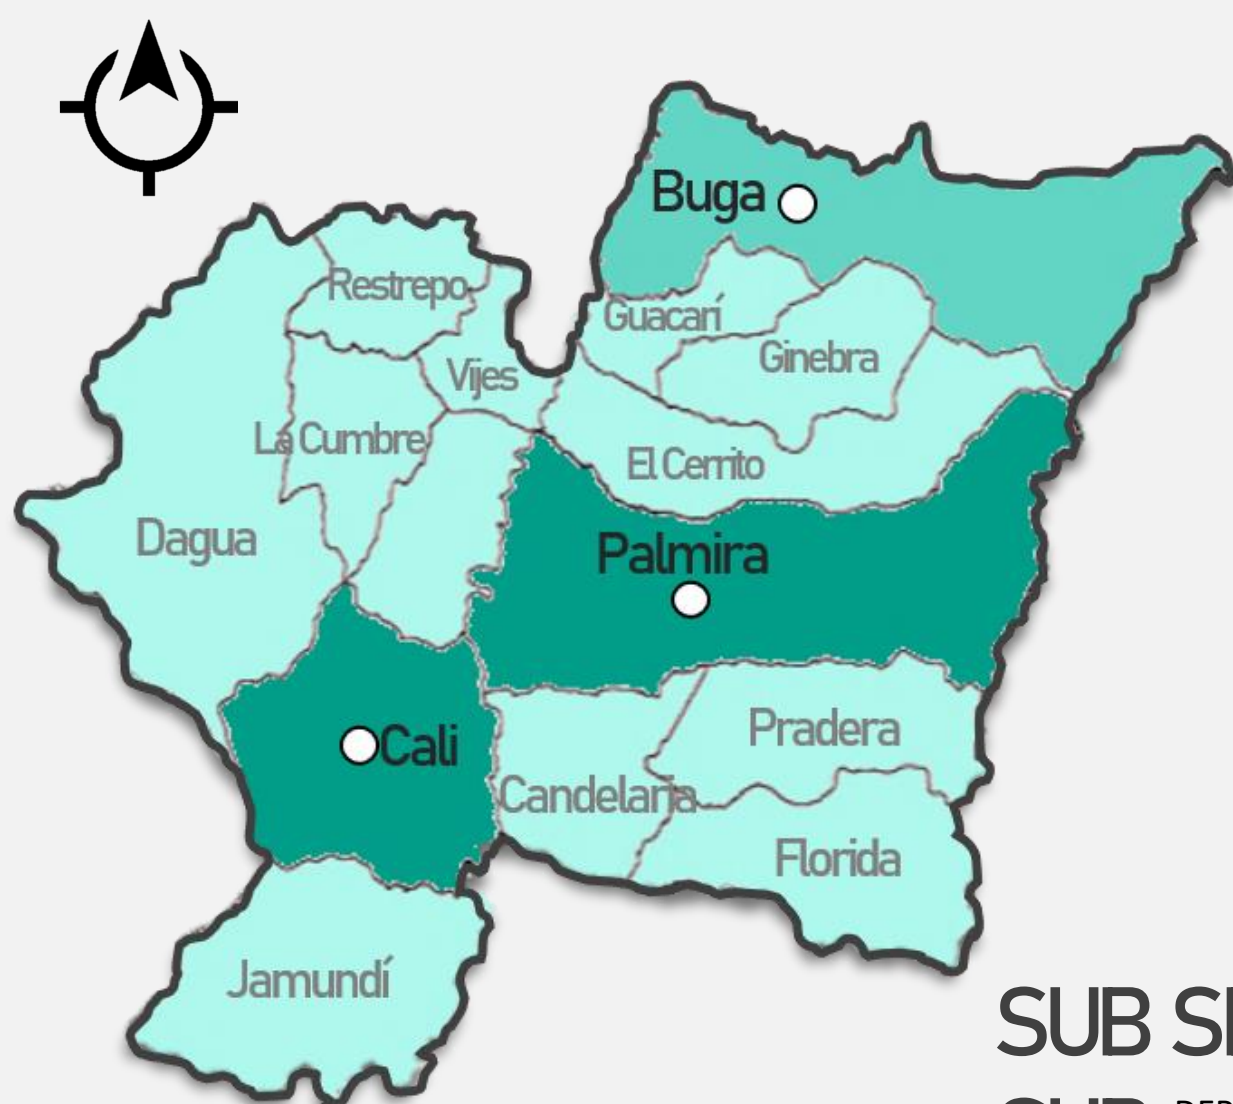 Buga
Restrepo
Guacarí
Ginebra
Vijes
La Cumbre
El Cerrito
Dagua
Palmira
Cali
Pradera
Candelaria
Florida
Jamundí
SUB